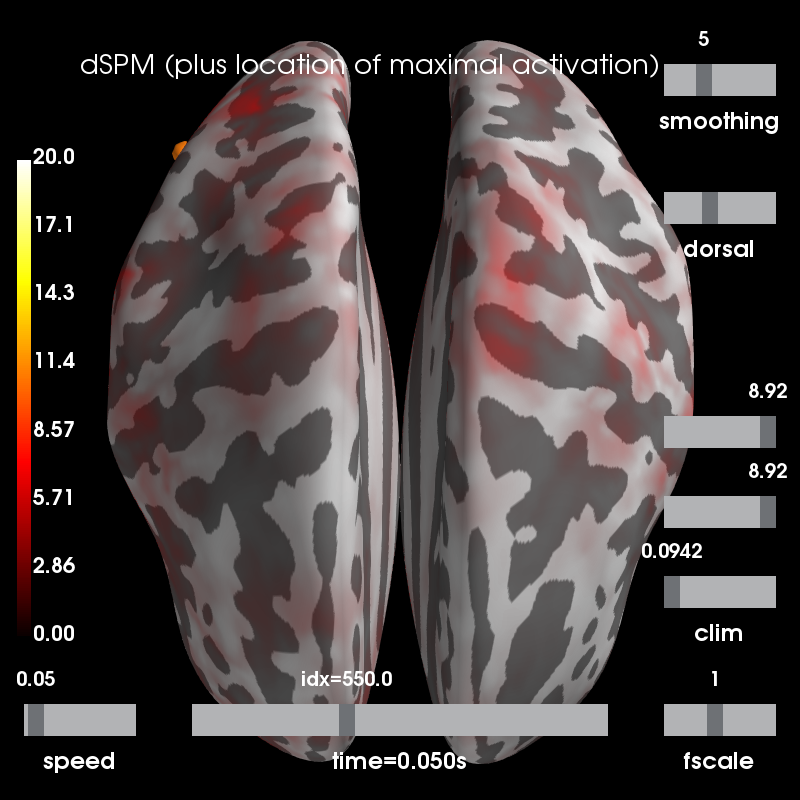 5
dSPM (plus location of maximal activation)
smoothing
20.0
17.1
dorsal
14.3
11.4
8.92
8.57
8.92
5.71
0.0942
2.86
0.00
clim
0.05
idx=550.0
1
speed
time=0.050s
fscale